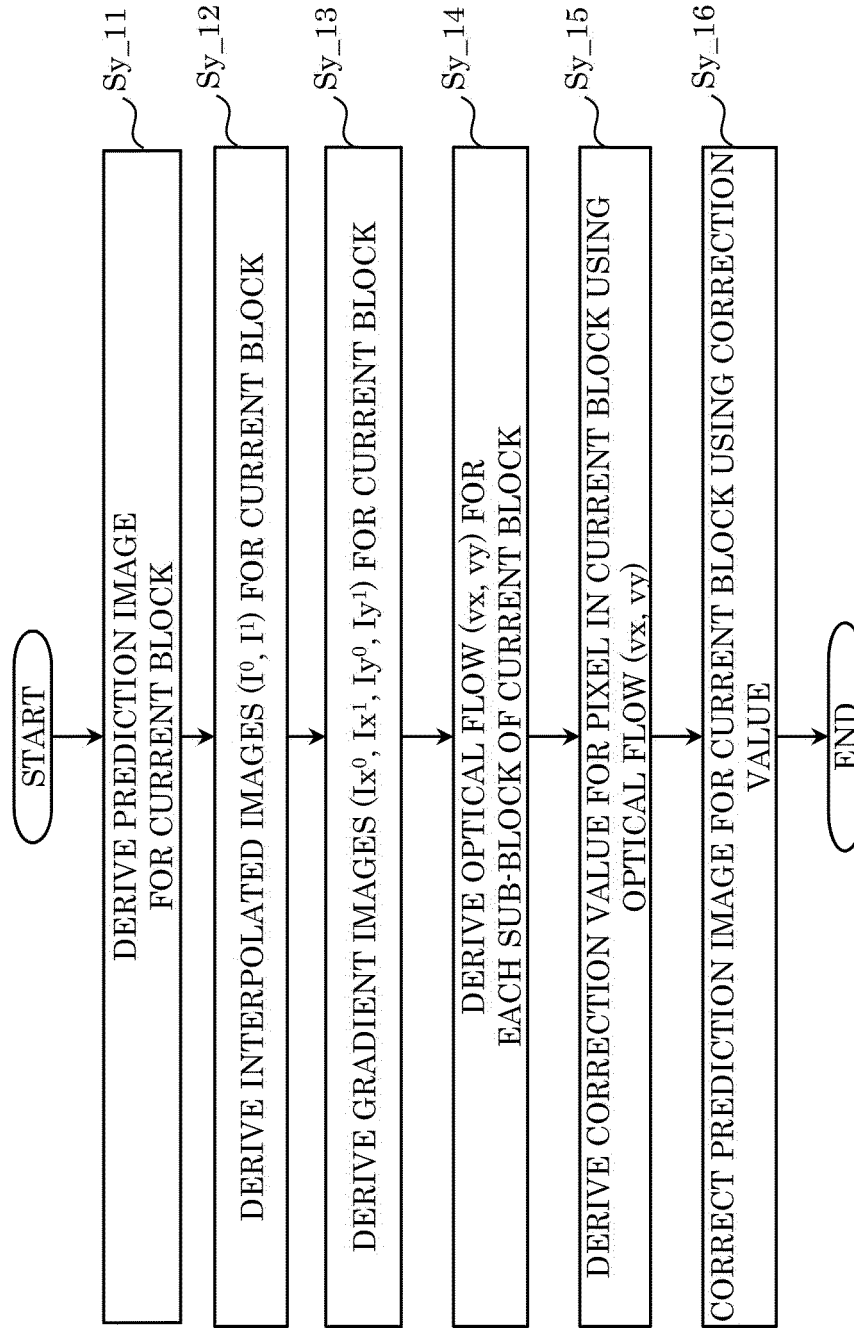 START
DERIVE PREDICTION IMAGE
FOR CURRENT BLOCK
Sy_11
DERIVE INTERPOLATED IMAGES (I⁰, I¹) FOR CURRENT BLOCK
Sy_12
DERIVE GRADIENT IMAGES (Ix⁰, Ix¹, Iy⁰, Iy¹) FOR CURRENT BLOCK
Sy_13
DERIVE OPTICAL FLOW (vx, vy) FOR
EACH SUB-BLOCK OF CURRENT BLOCK
Sy_14
DERIVE CORRECTION VALUE FOR PIXEL IN CURRENT BLOCK USING
OPTICAL FLOW (vx, vy)
Sy_15
CORRECT PREDICTION IMAGE FOR CURRENT BLOCK USING CORRECTION
VALUE
Sy_16
END